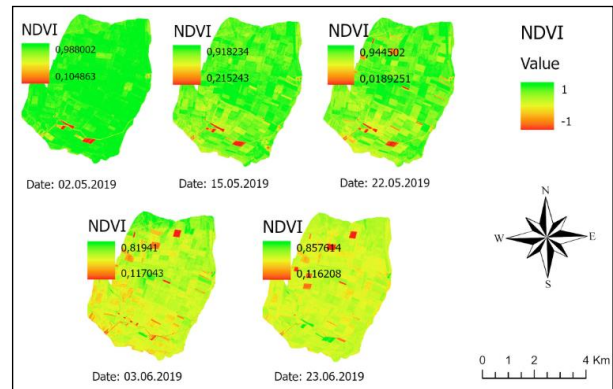 NDVI
0,988002
0,104863
Date: 02.05.2019
NDVI
0,918234
0,215243
Date: 15.05.2019
NDVI
0,944502
0,0189251
Date: 22.05.2019
NDVI
Value
1
-1
NDVI
0,81941
0,117043
Date: 03.06.2019
NDVI
0,857614
0,116208
Date: 23.06.2019
N
W
E
S
0 1 2 4 Km